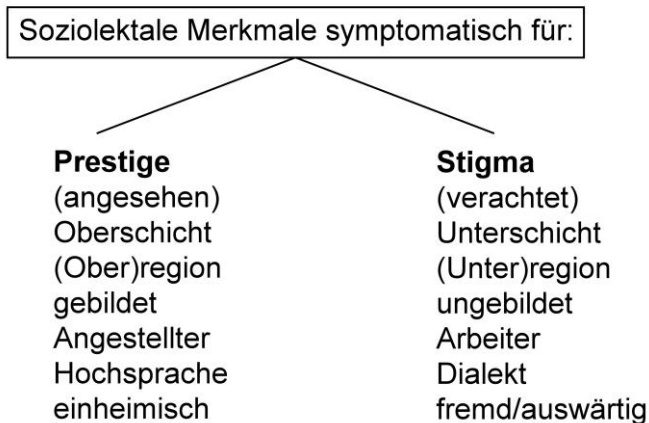 Soziolektale Merkmale symptomatisch für:
Prestige
(angesehen)
Oberschicht
(Ober)region
gebildet
Angestellter
Hochsprache
einheimisch
Stigma
(verachtet)
Unterschicht
(Unter)region
ungebildet
Arbeiter
Dialekt
fremd/auswärtig